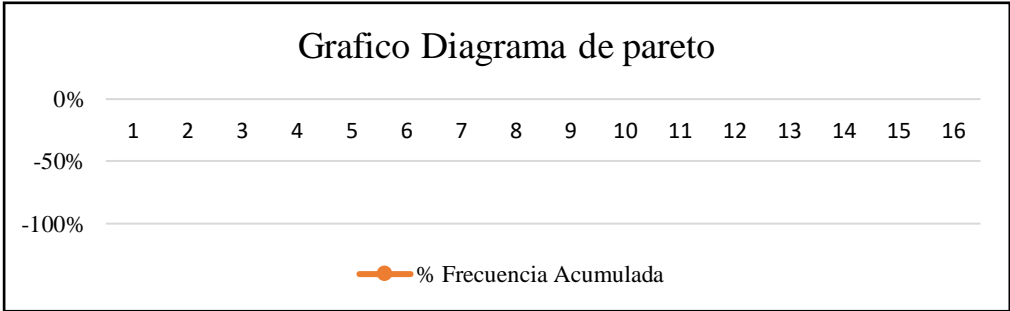 Grafico Diagrama de pareto
0%
1 2 3 4 5 6 7 8 9 10 11 12 13 14 15 16
-50%
-100%
% Frecuencia Acumulada